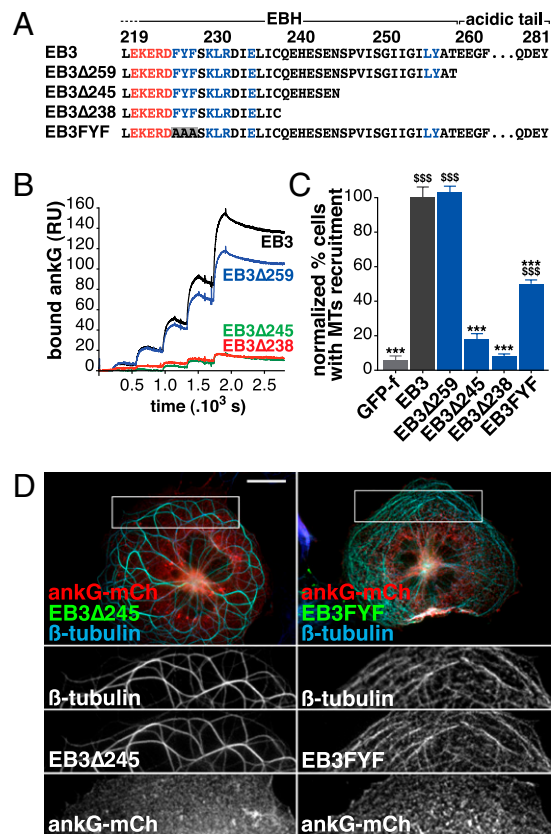 A
EBH acidic tail
219 230 240 250 260 281
EB3 LEKERDFYFSKLRDIELICQEHESENSPVISGIIGILYATEEGF...QDEY
EB3Δ259 LEKERDFYFSKLRDIELICQEHESENSPVISGIIGILYAT
EB3Δ245 LEKERDFYFSKLRDIELICQEHESEN
EB3Δ238 LEKERDFYFSKLRDIELIC
EB3FYF LEKERDAAASKLRDIELICQEHESENSPVISGIIGILYATEEGF...QDEY
B
bound ankG (RU)
160
140
120
100
80
60
40
20
0
EB3
EB3Δ259
EB3Δ245
EB3Δ238
1.0 1.5 2.0 2.5
time (.10³ s)
C
normalized % cells
with MTs recruitment
100
80
60
40
20
0
***
$$$
$$$
***
***
***
$$$
GFP-f
EB3
EB3Δ259
EB3Δ245
EB3Δ238
EB3FYF
D
ankG-mCh
EB3Δ245
ß-tubulin
ankG-mCh
EB3FYF
ß-tubulin
ß-tubulin
ß-tubulin
EB3Δ245
EB3FYF
ankG-mCh
ankG-mCh